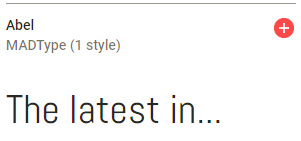 Abel
MADType (1 style)
The latest in...